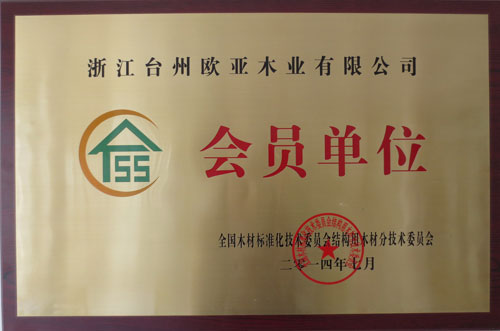 浙江台州欧亚木业有限公司
SS
会员单位
全国木材标准化技术委员会结构用木材分技术委员会
二零一四年七月